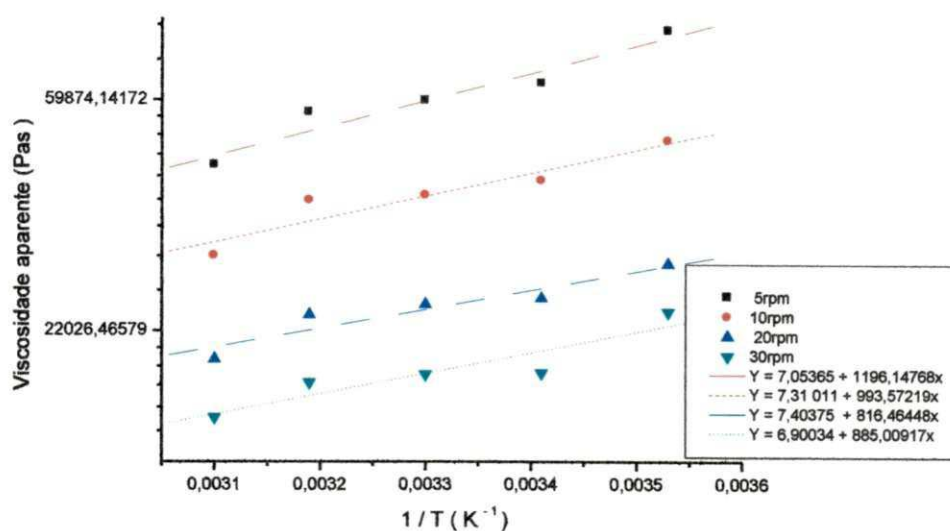 Viscosidade aparente (Pas)
59874,14172
22026,46579
0,0031 0,0032 0,0033 0,0034 0,0035 0,0036
1/T (K⁻¹)
5rpm
10rpm
20rpm
30rpm
Y = 7,05365 + 1196,14768x
Y = 7,31 011 + 993,57219x
Y = 7,40375 + 816,46448x
Y = 6,90034 + 885,00917x